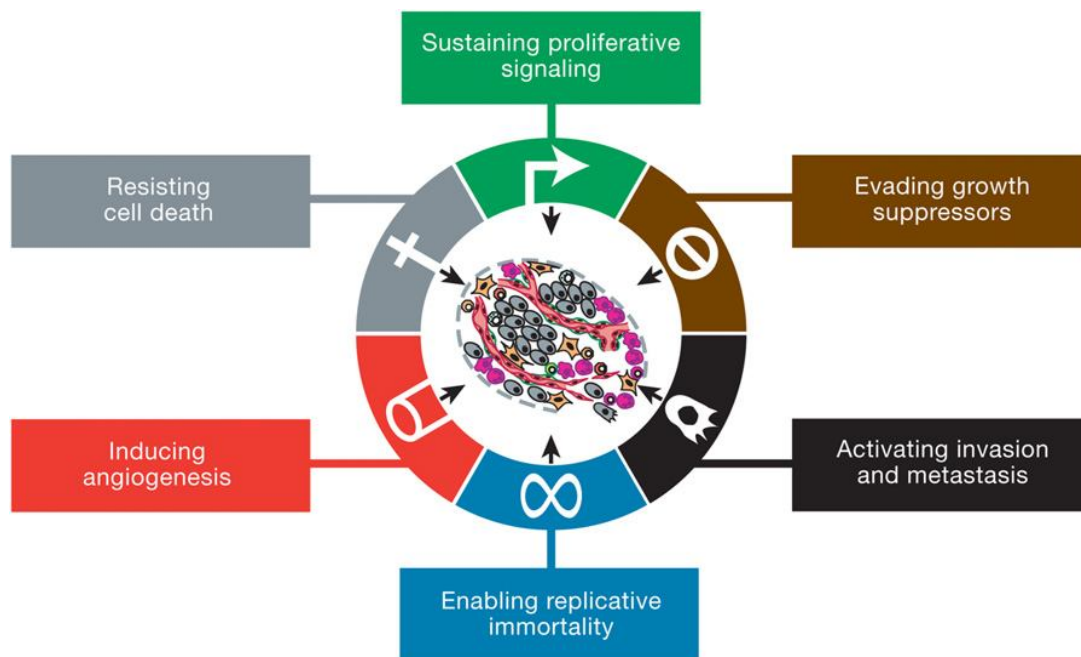 Sustaining proliferative
signaling
Resisting
cell death
Evading growth
suppressors
Inducing
angiogenesis
Activating invasion
and metastasis
Enabling replicative
immortality